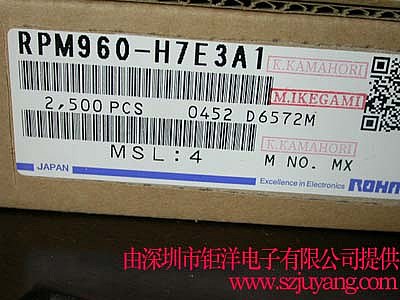 RPM960-H7E3A1
K.KAMAHORI
M.IKEGAMI
2,500 PCS 0452 D6572M
K.KAMAHORI
MSL:4 M NO. MX
JAPAN
Excellence in Electronics ROHM
由深圳市钜洋电子有限公司提供
www.szjuyang.com